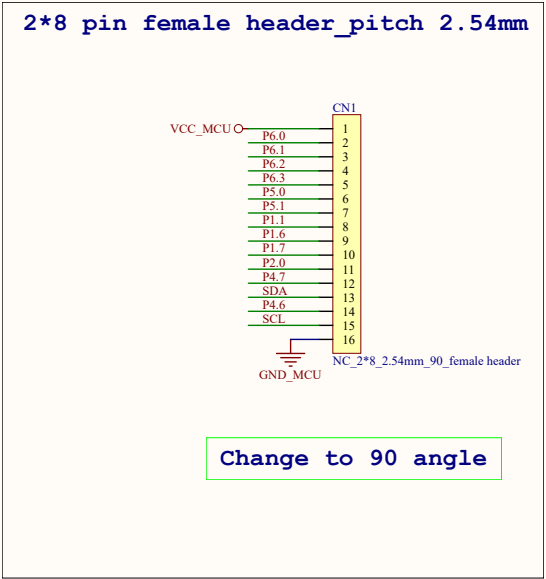 2*8 pin female header_pitch 2.54mm
CN1
VCC_MCU 1
P6.0 2
P6.1 3
P6.2 4
P6.3 5
P5.0 6
P5.1 7
P1.1 8
P1.6 9
P1.7 10
P2.0 11
P4.7 12
SDA 13
P4.6 14
SCL 15
16
NC_2*8_2.54mm_90_female header
GND_MCU
Change to 90 angle